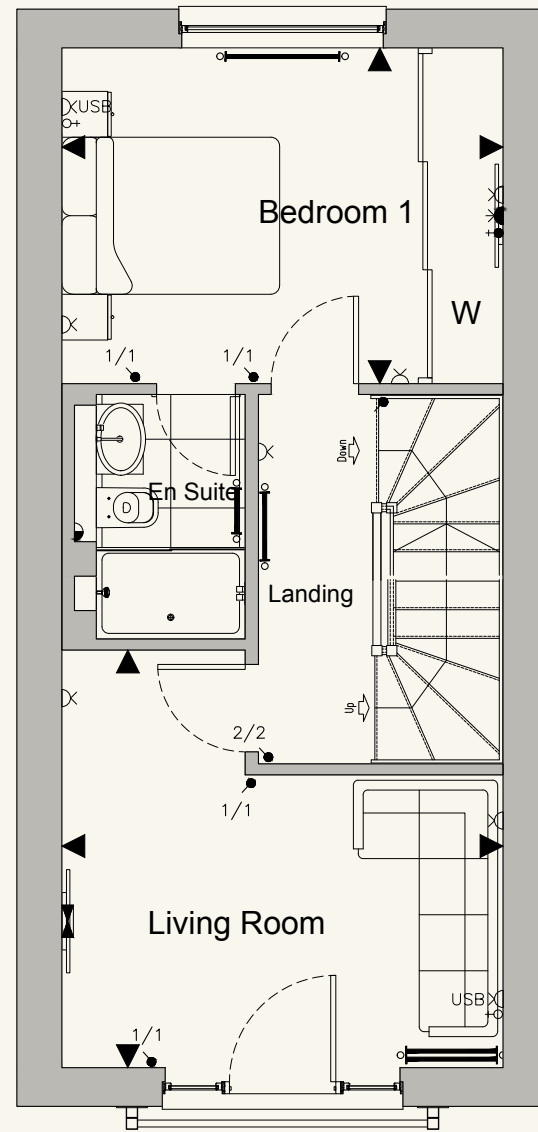 USB
Bedroom 1
W
1/1
1/1
Down
En Suite
D
Landing
Up
2/2
1/1
Living Room
USB
1/1